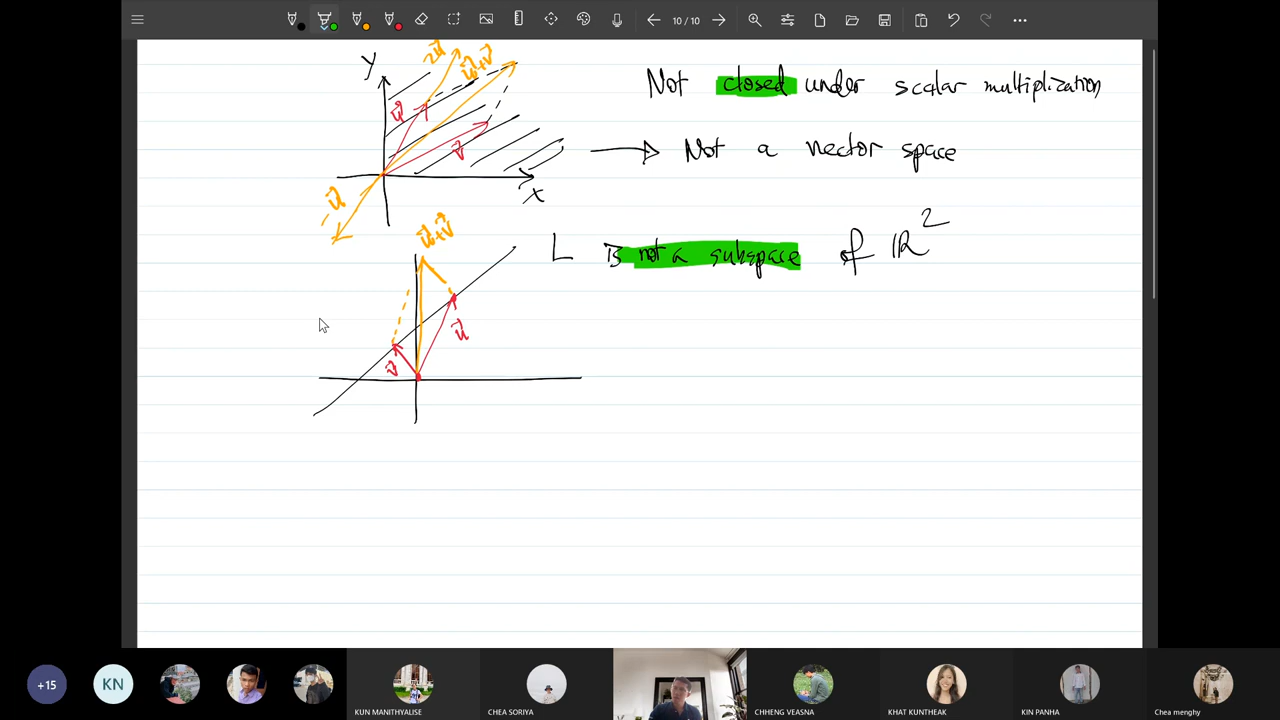 10 / 10
y
2u⃗
u⃗+v⃗
Not closed under scalar multiplization
u⃗
v⃗
→ Not a vector space
x
-u⃗
u⃗+v⃗
L is not a subspace of ℝ²
u⃗
v⃗
+15
KN
KUN MANITHYALISE
CHEA SORIYA
CHHENG VEASNA
KHAT KUNTHEAK
KIN PANHA
Chea menghy